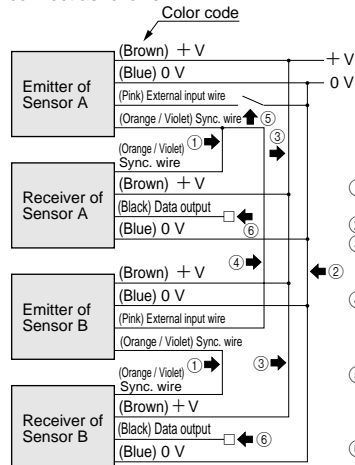 Color code
(Brown) +V
+V
(Blue) 0 V
0 V
Emitter of
Sensor A
(Pink) External input wire
(Orange / Violet) Sync. wire
⑤
①
③
(Orange / Violet)
Sync. wire
Receiver of
Sensor A
(Brown) +V
(Black) Data output
⑥
(Blue) 0 V
④
②
Emitter of
Sensor B
(Brown) +V
(Blue) 0 V
(Pink) External input wire
(Orange / Violet) Sync. wire
①
③
(Orange / Violet)
Sync. wire
Receiver of
Sensor B
(Brown) +V
(Black) Data output
⑥
(Blue) 0 V